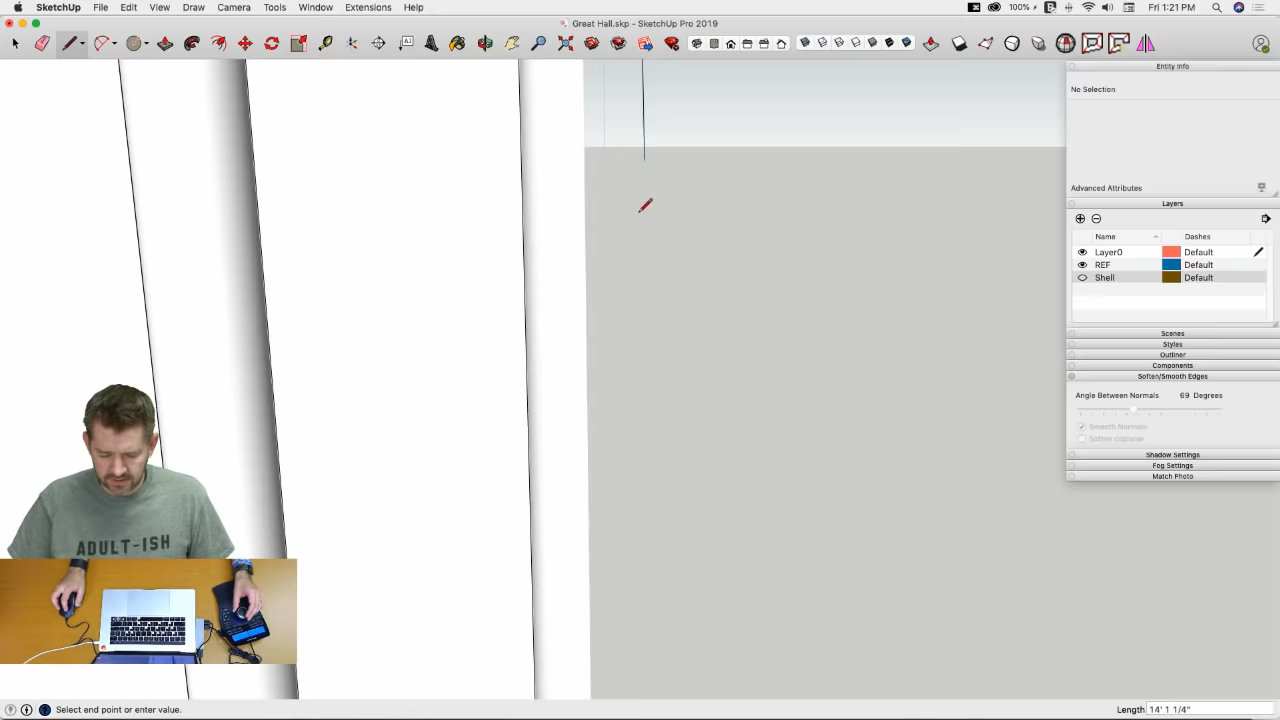 SketchUp File Edit View Draw Camera Tools Window Extensions Help
100% Fri 1:21 PM
Great Hall.skp - SketchUp Pro 2019
Entity Info
No Selection
Advanced Attributes
Layers
Name Dashes
Layer0 Default
REF Default
Shell Default
Scenes
Styles
Outliner
Components
Soften/Smooth Edges
Angle Between Normals 69 Degrees
Smooth Normals
Soften coplanar
Shadow Settings
Fog Settings
Match Photo
ADULT-ISH
Select end point or enter value.
Length 14' 1 1/4"